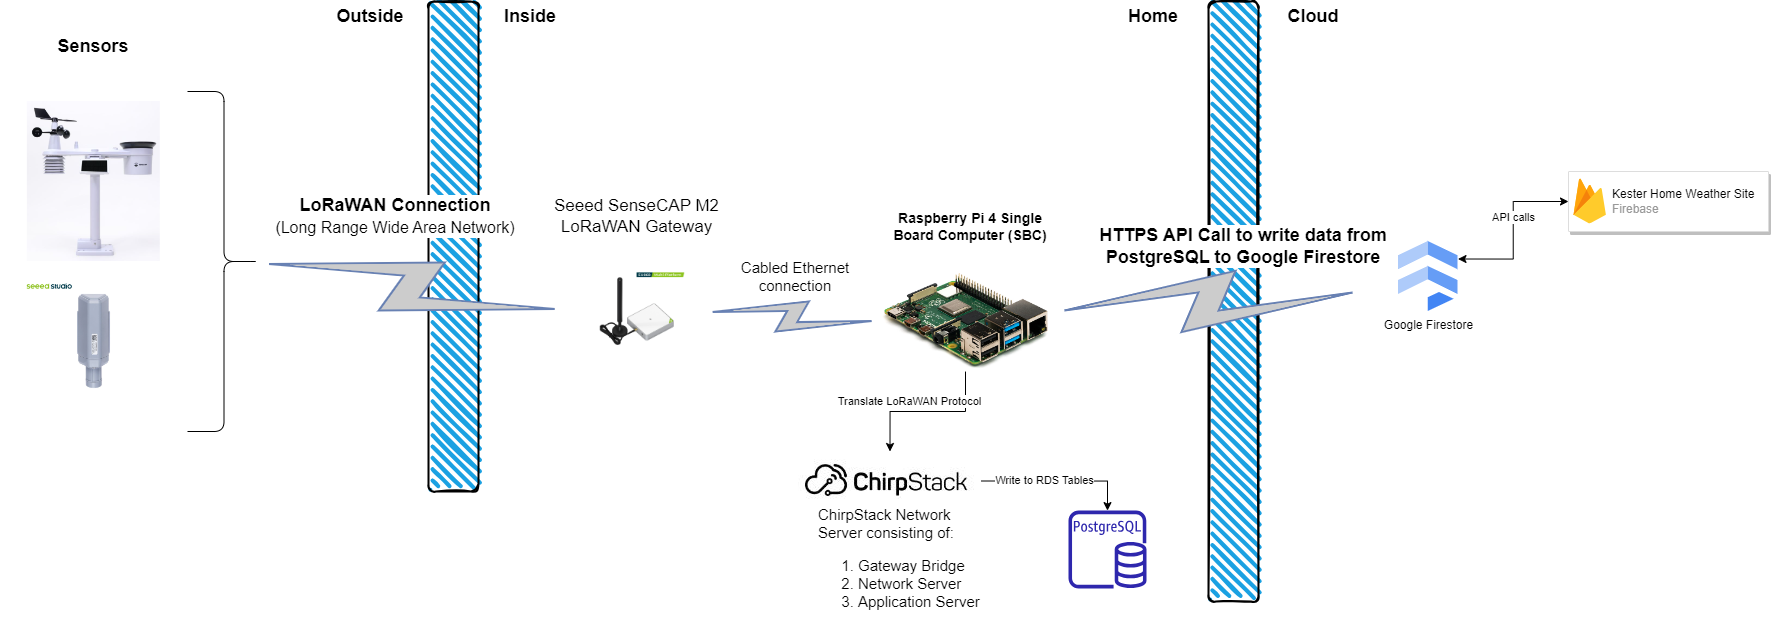 Outside
Inside
Home
Cloud
Sensors
LoRaWAN Connection
(Long Range Wide Area Network)
Seeed SenseCAP M2
LoRaWAN Gateway
Cabled Ethernet
connection
Raspberry Pi 4 Single
Board Computer (SBC)
HTTPS API Call to write data from
PostgreSQL to Google Firestore
API calls
Kester Home Weather Site
Firebase
Google Firestore
seeed studio
Translate LoRaWAN Protocol
ChirpStack
Write to RDS Tables
PostgreSQL
ChirpStack Network
Server consisting of:
1. Gateway Bridge
2. Network Server
3. Application Server